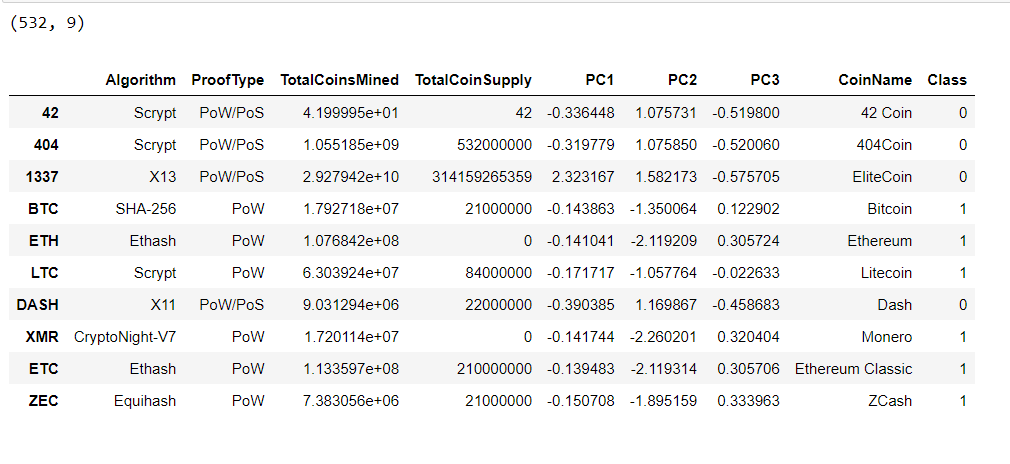 (532, 9)
Algorithm ProofType TotalCoinsMined TotalCoinSupply PC1 PC2 PC3 CoinName Class
42 Scrypt PoW/PoS 4.199995e+01 42 -0.336448 1.075731 -0.519800 42 Coin 0
404 Scrypt PoW/PoS 1.055185e+09 532000000 -0.319779 1.075850 -0.520060 404Coin 0
1337 X13 PoW/PoS 2.927942e+10 314159265359 2.323167 1.582173 -0.575705 EliteCoin 0
BTC SHA-256 PoW 1.792718e+07 21000000 -0.143863 -1.350064 0.122902 Bitcoin 1
ETH Ethash PoW 1.076842e+08 0 -0.141041 -2.119209 0.305724 Ethereum 1
LTC Scrypt PoW 6.303924e+07 84000000 -0.171717 -1.057764 -0.022633 Litecoin 1
DASH X11 PoW/PoS 9.031294e+06 22000000 -0.390385 1.169867 -0.458683 Dash 0
XMR CryptoNight-V7 PoW 1.720114e+07 0 -0.141744 -2.260201 0.320404 Monero 1
ETC Ethash PoW 1.133597e+08 210000000 -0.139483 -2.119314 0.305706 Ethereum Classic 1
ZEC Equihash PoW 7.383056e+06 21000000 -0.150708 -1.895159 0.333963 ZCash 1